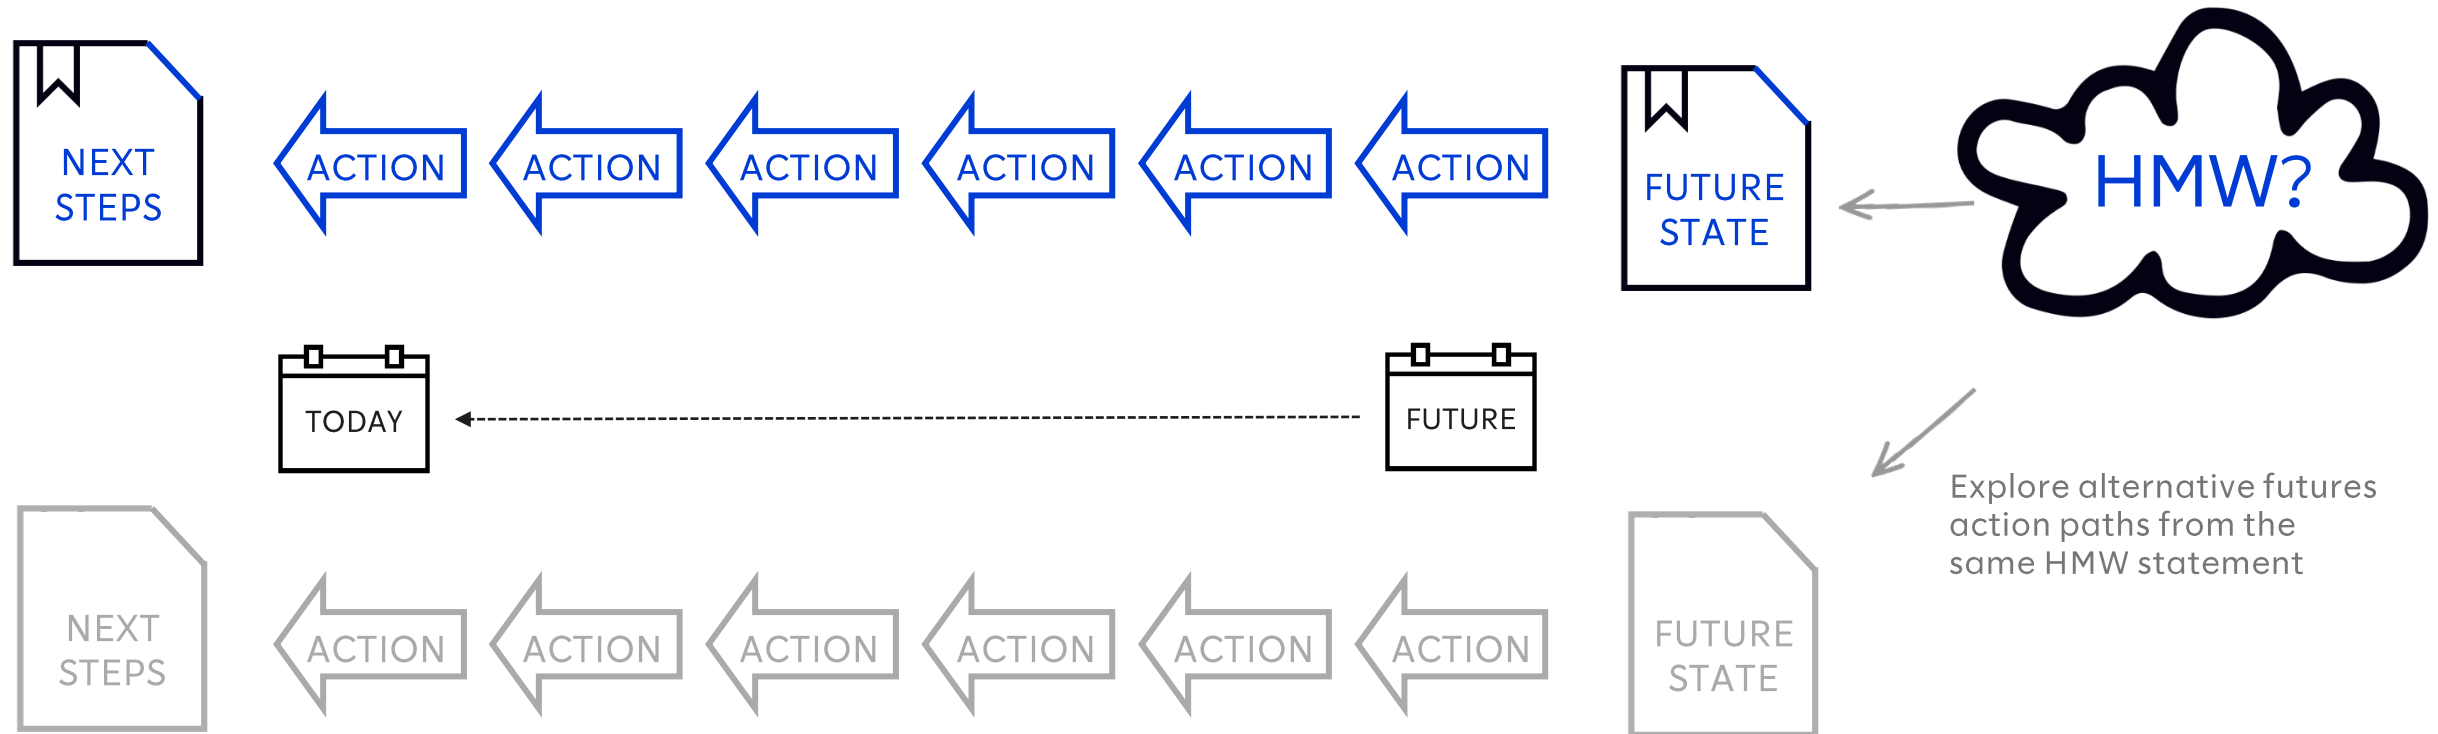 NEXT
STEPS
ACTION
ACTION
ACTION
ACTION
ACTION
ACTION
FUTURE
STATE
HMW?
TODAY
FUTURE
Explore alternative futures
action paths from the
same HMW statement
NEXT
STEPS
ACTION
ACTION
ACTION
ACTION
ACTION
ACTION
FUTURE
STATE